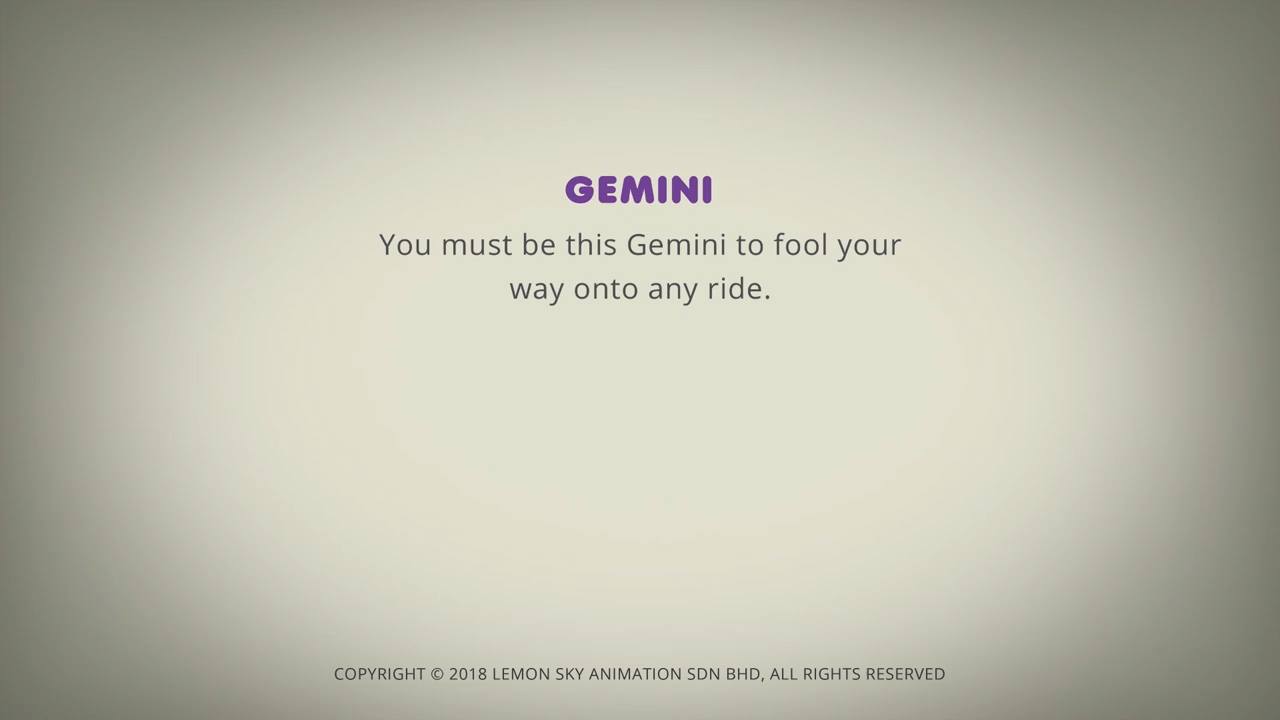 GEMINI
You must be this Gemini to fool your
way onto any ride.
COPYRIGHT © 2018 LEMON SKY ANIMATION SDN BHD, ALL RIGHTS RESERVED